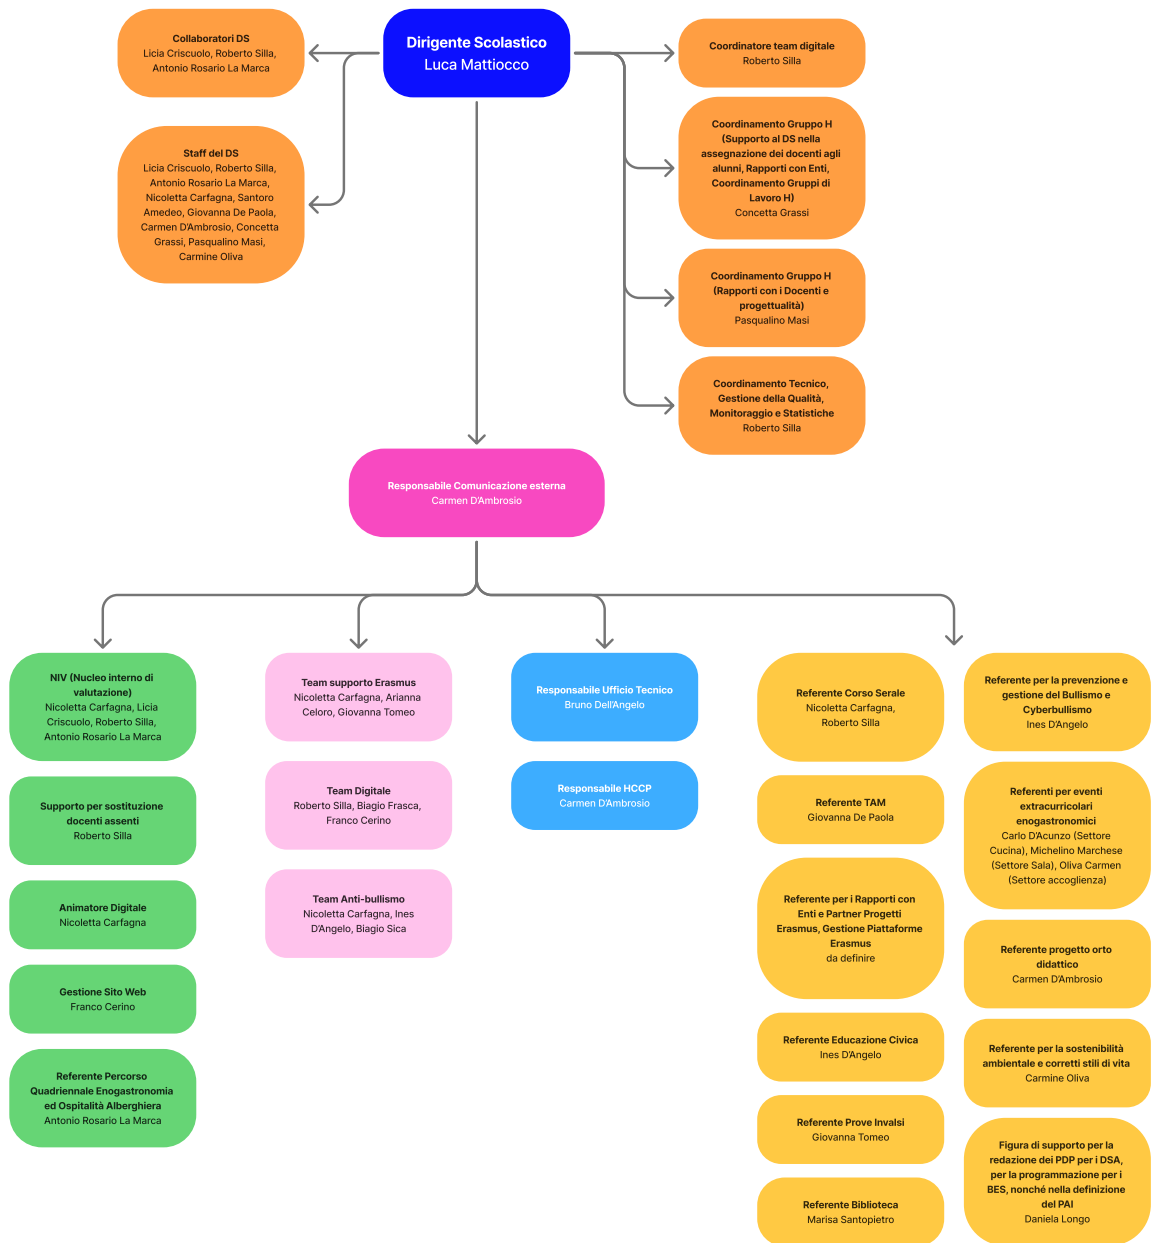 Collaboratori DS
Licia Criscuolo, Roberto Silla,
Antonio Rosario La Marca
Dirigente Scolastico
Luca Mattiocco
Coordinatore team digitale
Roberto Silla
Staff del DS
Licia Criscuolo, Roberto Silla,
Antonio Rosario La Marca,
Nicoletta Carfagna, Santoro
Amedeo, Giovanna De Paola,
Carmen D'Ambrosio, Concetta
Grassi, Pasqualino Masi,
Carmine Oliva
Coordinamento Gruppo H
(Supporto al DS nella
assegnazione dei docenti agli
alunni, Rapporti con Enti,
Coordinamento Gruppi di
Lavoro H)
Concetta Grassi
Coordinamento Gruppo H
(Rapporti con i Docenti e
progettualità)
Pasqualino Masi
Coordinamento Tecnico,
Gestione della Qualità,
Monitoraggio e Statistiche
Roberto Silla
Responsabile Comunicazione esterna
Carmen D'Ambrosio
NIV (Nucleo interno di
valutazione)
Nicoletta Carfagna, Licia
Criscuolo, Roberto Silla,
Antonio Rosario La Marca
Supporto per sostituzione
docenti assenti
Roberto Silla
Animatore Digitale
Nicoletta Carfagna
Gestione Sito Web
Franco Cerino
Referente Percorso
Quadriennale Enogastronomia
ed Ospitalità Alberghiera
Antonio Rosario La Marca
Team supporto Erasmus
Nicoletta Carfagna, Arianna
Celoro, Giovanna Tomeo
Team Digitale
Roberto Silla, Biagio Frasca,
Franco Cerino
Team Anti-bullismo
Nicoletta Carfagna, Ines
D'Angelo, Biagio Sica
Responsabile Ufficio Tecnico
Bruno Dell'Angelo
Responsabile HCCP
Carmen D'Ambrosio
Referente Corso Serale
Nicoletta Carfagna,
Roberto Silla
Referente TAM
Giovanna De Paola
Referente per i Rapporti con
Enti e Partner Progetti
Erasmus, Gestione Piattaforme
Erasmus
da definire
Referente Educazione Civica
Ines D'Angelo
Referente Prove Invalsi
Giovanna Tomeo
Referente Biblioteca
Marisa Santopietro
Referente per la prevenzione e
gestione del Bullismo e
Cyberbullismo
Ines D'Angelo
Referenti per eventi
extracurricolari
enogastronomici
Carlo D'Acunzo (Settore
Cucina), Michelino Marchese
(Settore Sala), Oliva Carmen
(Settore accoglienza)
Referente progetto orto
didattico
Carmen D'Ambrosio
Referente per la sostenibilità
ambientale e corretti stili di vita
Carmine Oliva
Figura di supporto per la
redazione dei PDP per i DSA,
per la programmazione per i
BES, nonché nella definizione
del PAI
Daniela Longo